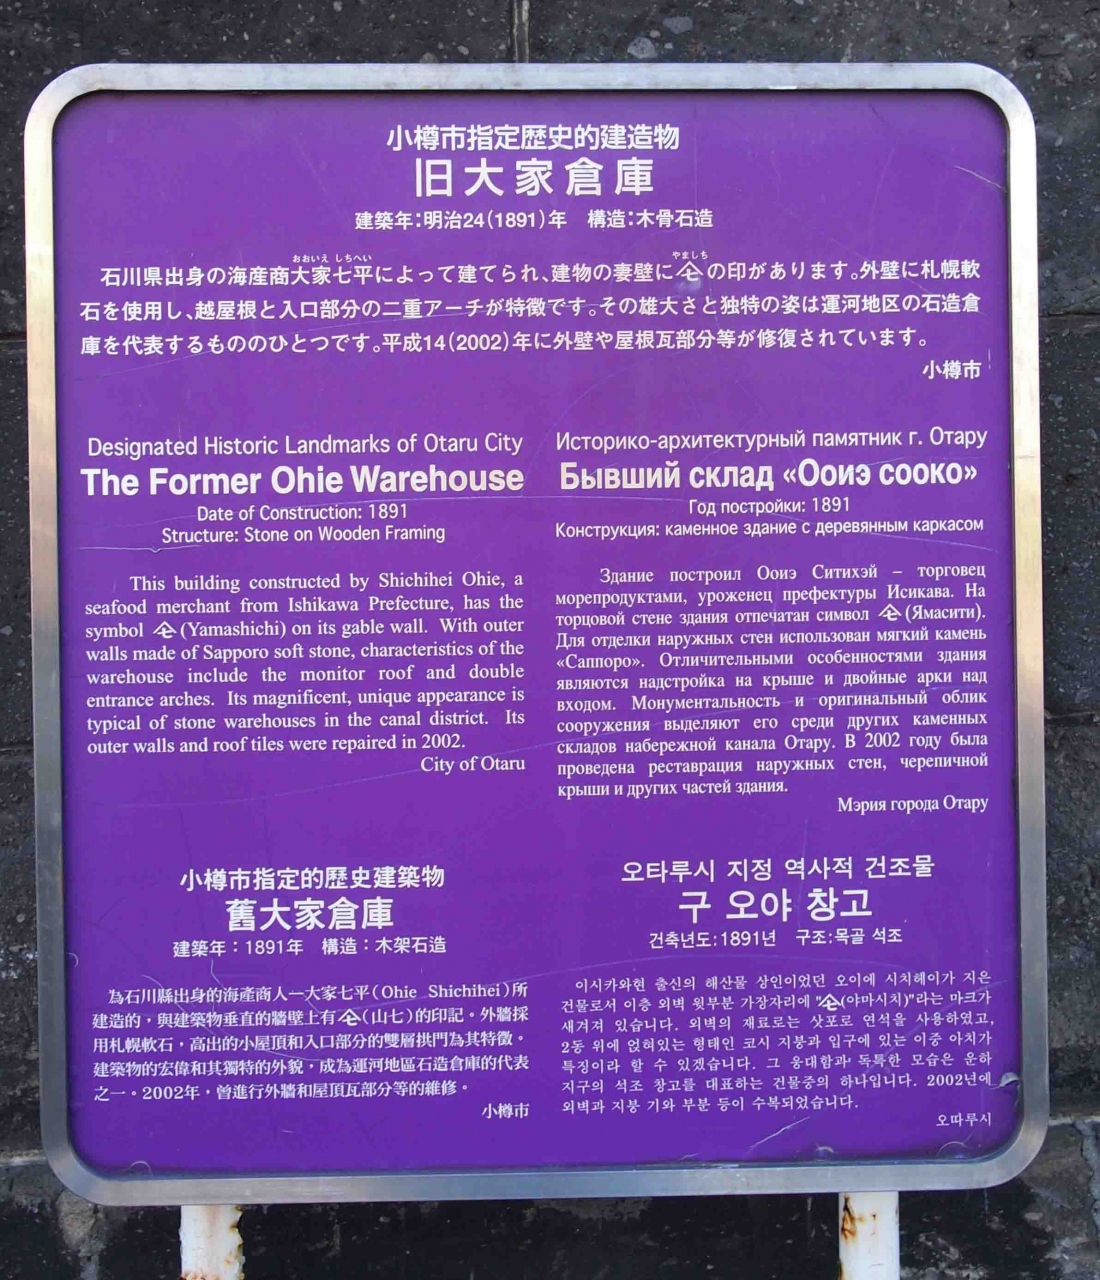 小樽市指定歴史的建造物
旧大家倉庫
建築年:明治24(1891)年　構造:木骨石造
おおいえ しちへい
やましち
石川県出身の海産商大家七平によって建てられ、建物の妻壁に𠆢七の印があります。外壁に札幌軟
石を使用し、越屋根と入口部分の二重アーチが特徴です。その雄大さと独特の姿は運河地区の石造倉
庫を代表するもののひとつです。平成14(2002)年に外壁や屋根瓦部分等が修復されています。
小樽市
Designated Historic Landmarks of Otaru City
The Former Ohie Warehouse
Date of Construction: 1891
Structure: Stone on Wooden Framing
This building constructed by Shichihei Ohie, a
seafood merchant from Ishikawa Prefecture, has the
symbol (Yamashichi) on its gable wall. With outer
walls made of Sapporo soft stone, characteristics of the
warehouse include the monitor roof and double
entrance arches. Its magnificent, unique appearance is
typical of stone warehouses in the canal district. Its
outer walls and roof tiles were repaired in 2002.
City of Otaru
Историко-архитектурный памятник г. Отару
Бывший склад «Ооиэ сооко»
Год постройки: 1891
Конструкция: каменное здание с деревянным каркасом
Здание построил Ооиэ Ситихэй – торговец
морепродуктами, уроженец префектуры Исикава. На
торцовой стене здания отпечатан символ (Ямасити).
Для отделки наружных стен использован мягкий камень
«Саппоро». Отличительными особенностями здания
являются надстройка на крыше и двойные арки над
входом. Монументальность и оригинальный облик
сооружения выделяют его среди других каменных
складов набережной канала Отару. В 2002 году была
проведена реставрация наружных стен, черепичной
крыши и других частей здания.
Мэрия города Отару
小樽市指定的歷史建築物
舊大家倉庫
建築年：1891年　構造：木架石造
為石川縣出身的海產商人—大家七平(Ohie Shichihei)所
建造的，與建築物垂直的牆壁上有(山七)的印記。外牆採
用札幌軟石，高出的小屋頂和入口部分的雙層拱門為其特徵。
建築物的宏偉和其獨特的外貌，成為運河地區石造倉庫的代表
之一。2002年，曾進行外牆和屋頂瓦部分等的維修。
小樽市
오타루시 지정 역사적 건조물
구 오야 창고
건축년도:1891년　구조:목골 석조
이시카와현 출신의 해산물 상인이었던 오이에 시치헤이가 지은
건물로서 이층 외벽 윗부분 가장자리에 "(야마시치)"라는 마크가
새겨져 있습니다. 외벽의 재료로는 삿포로 연석을 사용하였고,
2동 위에 얹혀있는 형태인 코시 지붕과 입구에 있는 이중 아치가
특징이라 할 수 있겠습니다. 그 웅대함과 독특한 모습은 운하
지구의 석조 창고를 대표하는 건물중의 하나입니다. 2002년에
외벽과 지붕 기와 부분 등이 수복되었습니다.
오따루시